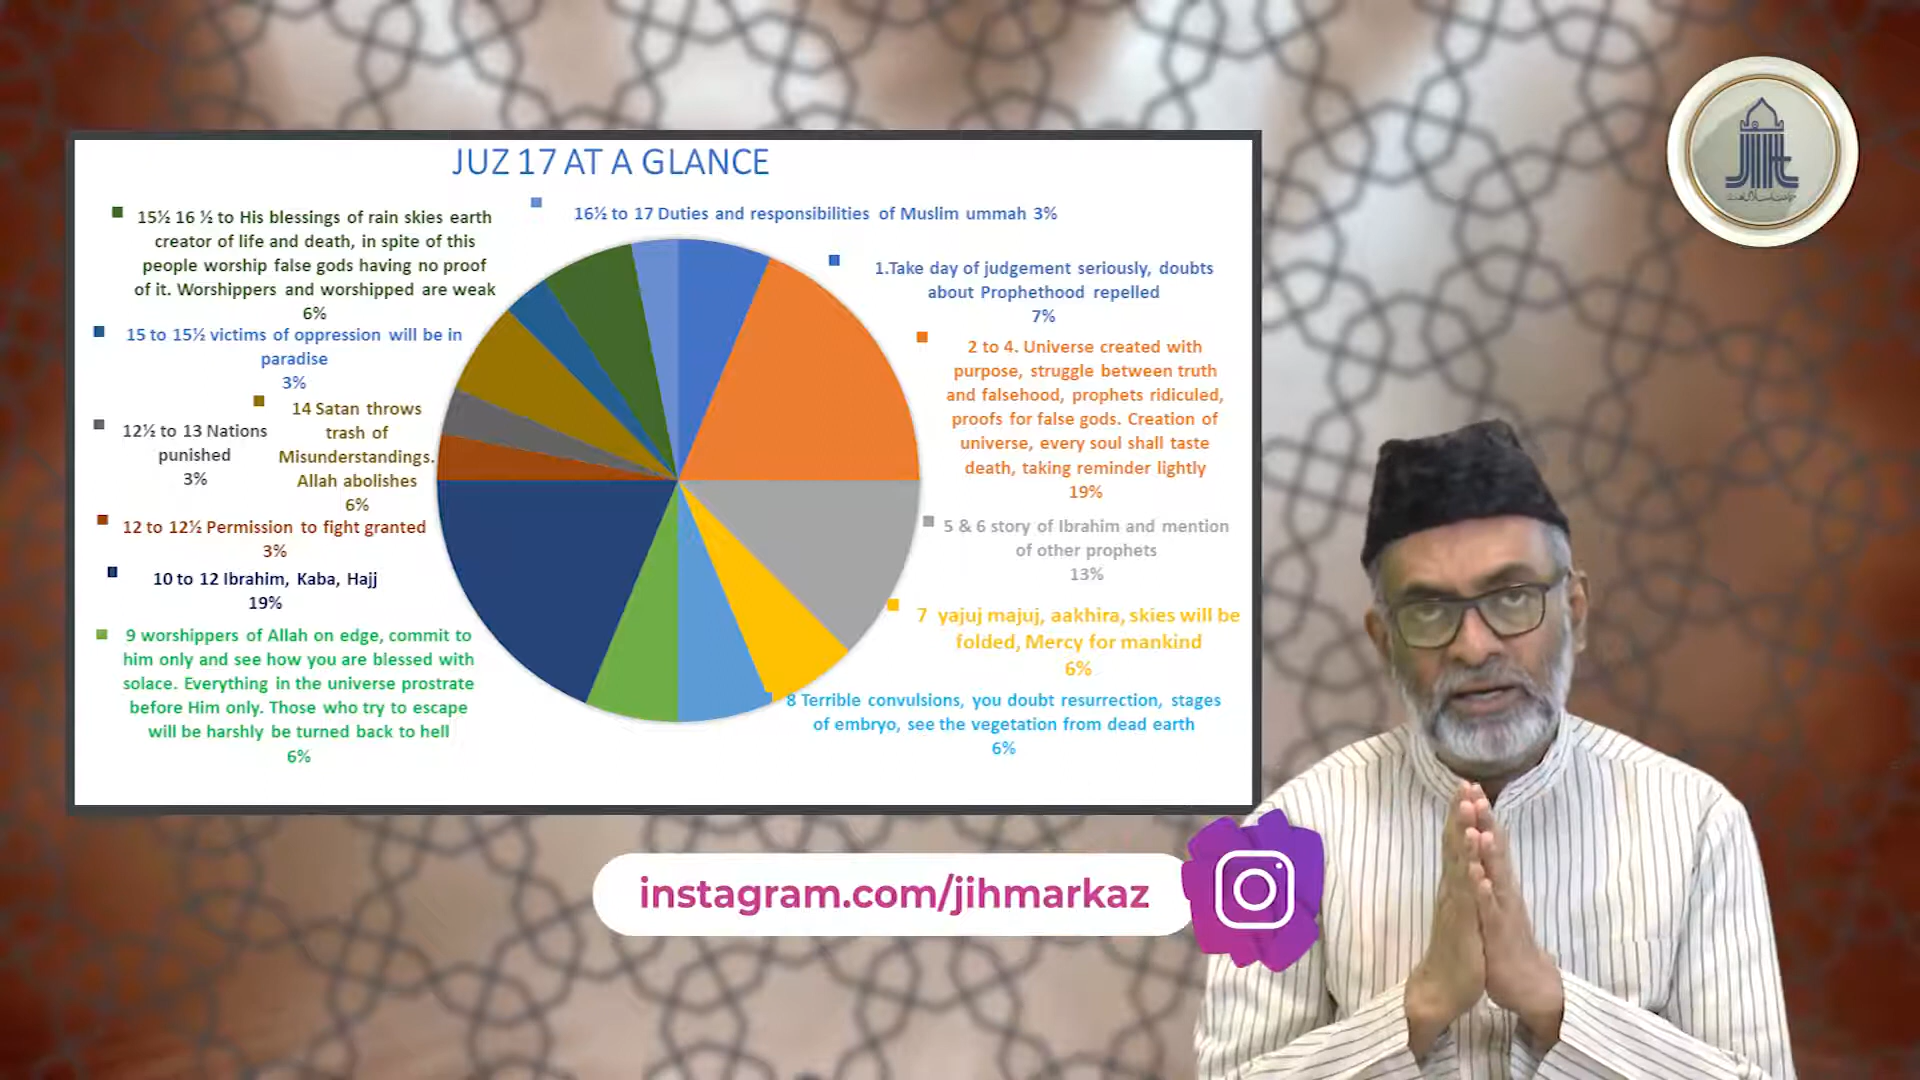 JUZ 17 AT A GLANCE
16½ to 17 Duties and responsibilities of Muslim ummah 3%
1.Take day of judgement seriously, doubts
about Prophethood repelled
7%
2 to 4. Universe created with
purpose, struggle between truth
and falsehood, prophets ridiculed,
proofs for false gods. Creation of
universe, every soul shall taste
death, taking reminder lightly
19%
5 & 6 story of Ibrahim and mention
of other prophets
13%
7 yajuj majuj, aakhira, skies will be
folded, Mercy for mankind
6%
8 Terrible convulsions, you doubt resurrection, stages
of embryo, see the vegetation from dead earth
6%
9 worshippers of Allah on edge, commit to
him only and see how you are blessed with
solace. Everything in the universe prostrate
before Him only. Those who try to escape
will be harshly be turned back to hell
6%
10 to 12 Ibrahim, Kaba, Hajj
19%
12 to 12½ Permission to fight granted
3%
12½ to 13 Nations
punished
3%
14 Satan throws
trash of
Misunderstandings.
Allah abolishes
6%
15 to 15½ victims of oppression will be in
paradise
3%
15½ 16 ½ to His blessings of rain skies earth
creator of life and death, in spite of this
people worship false gods having no proof
of it. Worshippers and worshipped are weak
6%
instagram.com/jihmarkaz